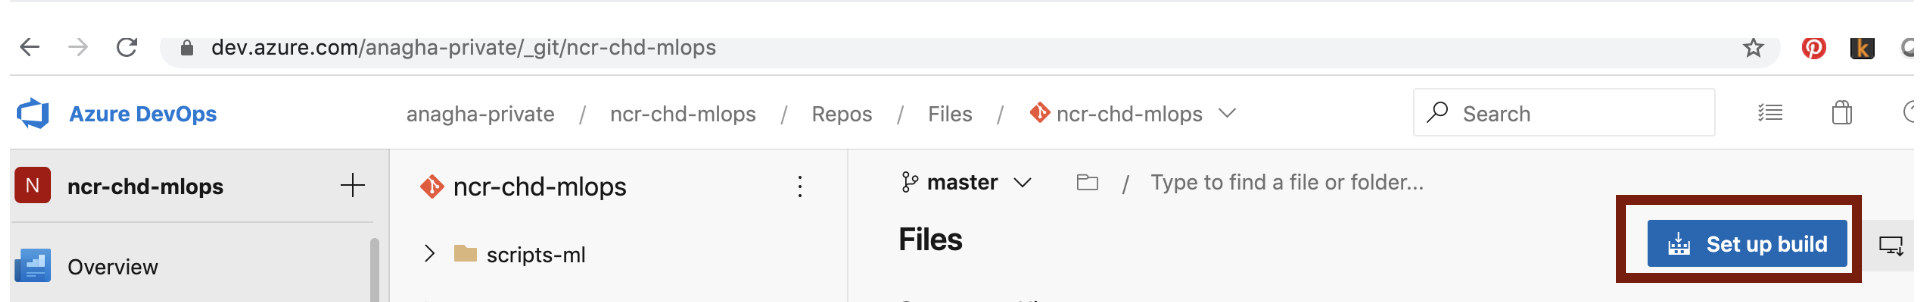 dev.azure.com/anagha-private/_git/ncr-chd-mlops
Azure DevOps
anagha-private / ncr-chd-mlops / Repos / Files / ncr-chd-mlops
Search
N ncr-chd-mlops
ncr-chd-mlops
master
/ Type to find a file or folder...
Files
Set up build
scripts-ml
Overview